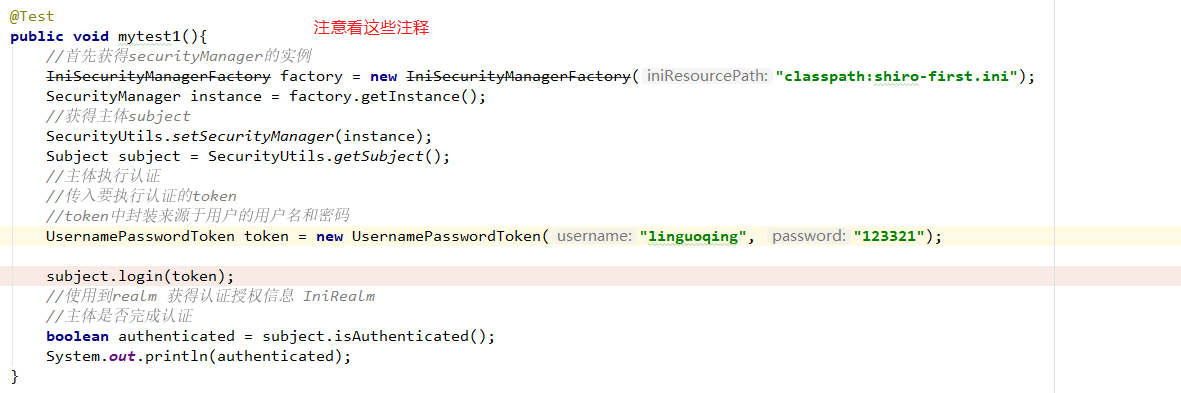 @Test
注意看这些注释
public void mytest1(){
//首先获得securityManager的实例
IniSecurityManagerFactory factory = new IniSecurityManagerFactory( iniResourcePath: "classpath:shiro-first.ini");
SecurityManager instance = factory.getInstance();
//获得主体subject
SecurityUtils.setSecurityManager(instance);
Subject subject = SecurityUtils.getSubject();
//主体执行认证
//传入要执行认证的token
//token中封装来源于用户的用户名和密码
UsernamePasswordToken token = new UsernamePasswordToken( username: "linguoqing", password: "123321");
subject.login(token);
//使用到realm 获得认证授权信息 IniRealm
//主体是否完成认证
boolean authenticated = subject.isAuthenticated();
System.out.println(authenticated);
}